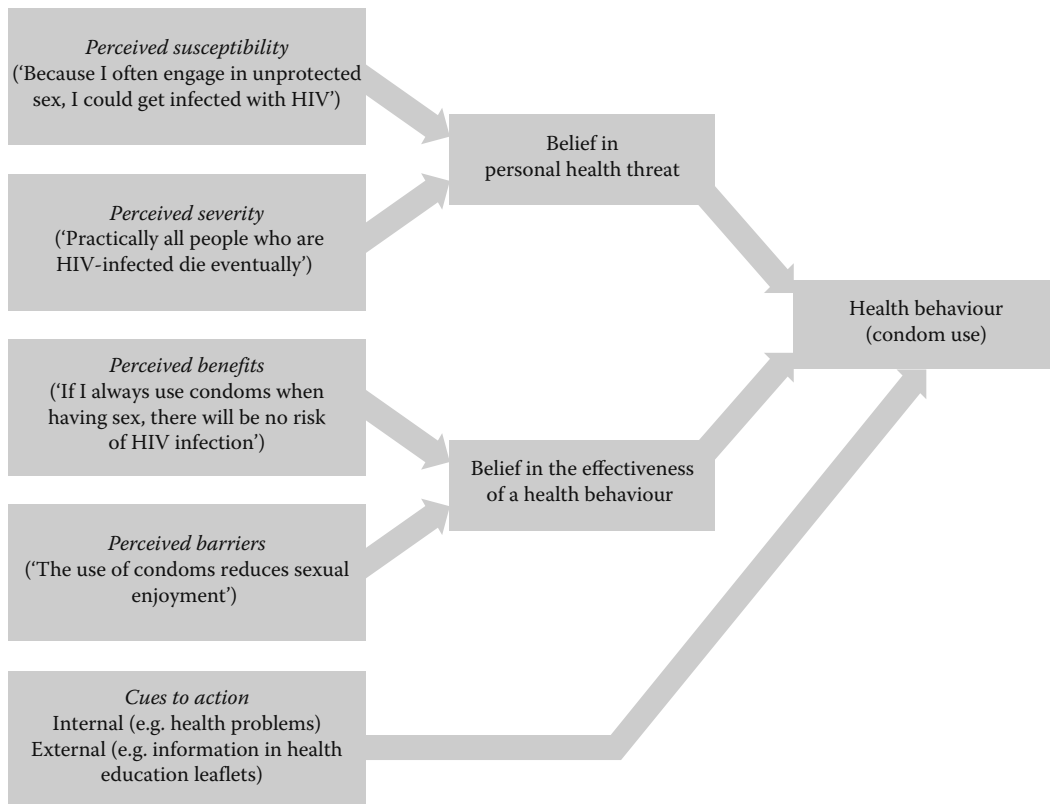 Perceived susceptibility
(‘Because I often engage in unprotected
sex, I could get infected with HIV’)
Perceived severity
(‘Practically all people who are
HIV-infected die eventually’)
Perceived benefits
(‘If I always use condoms when
having sex, there will be no risk
of HIV infection’)
Perceived barriers
(‘The use of condoms reduces sexual
enjoyment’)
Cues to action
Internal (e.g. health problems)
External (e.g. information in health
education leaflets)
Belief in
personal health threat
Belief in the effectiveness
of a health behaviour
Health behaviour
(condom use)